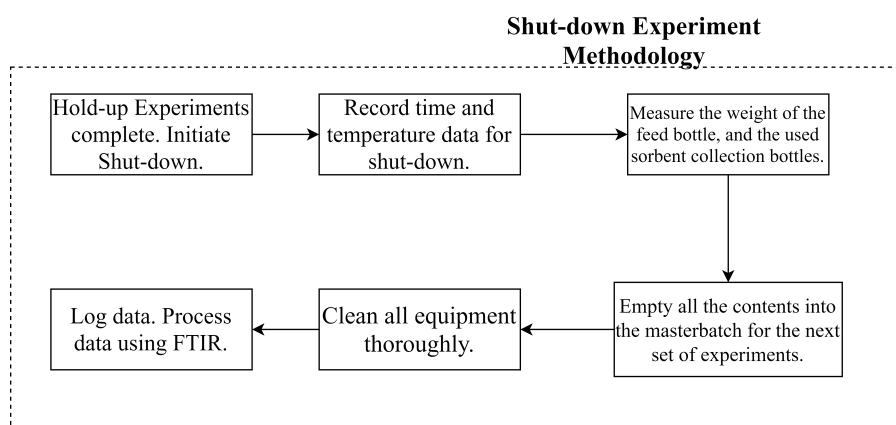 Shut-down Experiment
Methodology
Hold-up Experiments
complete. Initiate
Shut-down.
Record time and
temperature data for
shut-down.
Measure the weight of the
feed bottle, and the used
sorbent collection bottles.
Empty all the contents into
the masterbatch for the next
set of experiments.
Clean all equipment
thoroughly.
Log data. Process
data using FTIR.